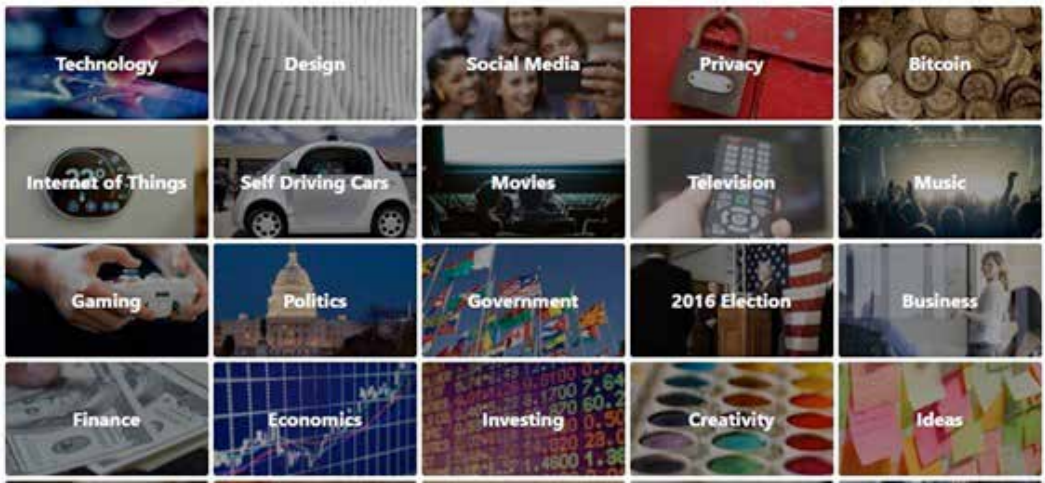 Technology
Design
Social Media
Privacy
Bitcoin
Internet of Things
Self Driving Cars
Movies
Television
Music
Gaming
Politics
Government
2016 Election
Business
Finance
Economics
Investing
Creativity
Ideas